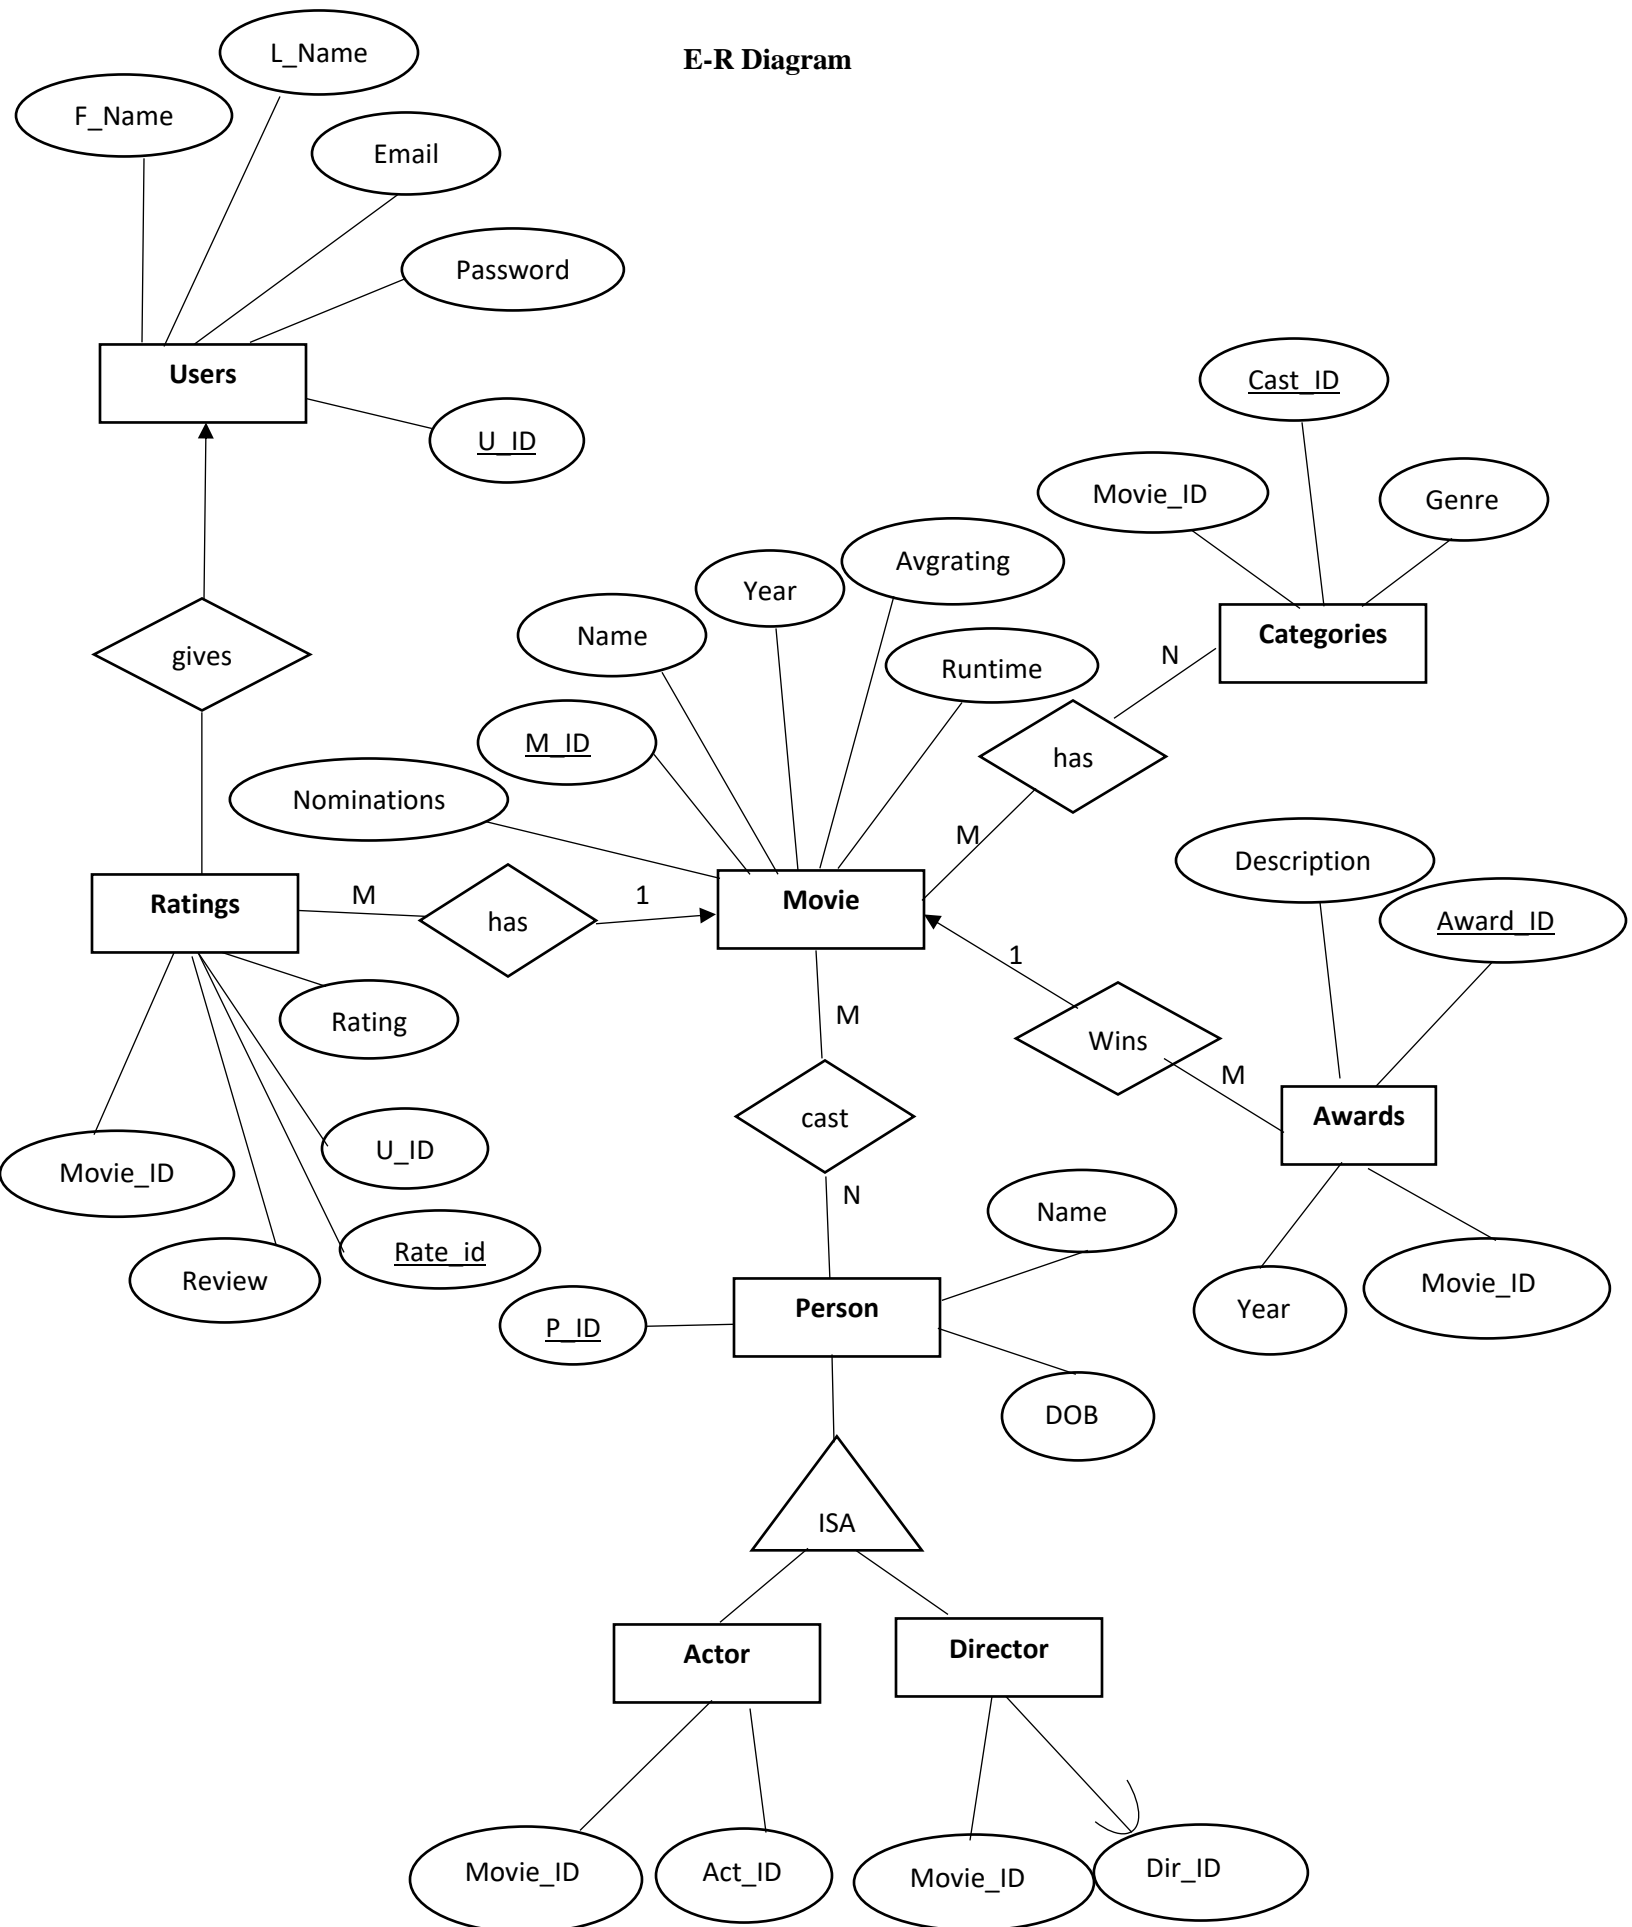 E-R Diagram
L_Name
F_Name
Email
Password
Users
U_ID
Cast_ID
Movie_ID
Genre
Categories
N
has
M
Avgrating
Year
Name
Runtime
M_ID
Nominations
gives
Ratings
M
has
1
Movie
Description
Award_ID
1
Wins
M
Awards
Year
Movie_ID
Rating
U_ID
Movie_ID
Rate_id
Review
M
cast
N
Name
Person
P_ID
DOB
ISA
Actor
Director
Movie_ID
Act_ID
Movie_ID
Dir_ID